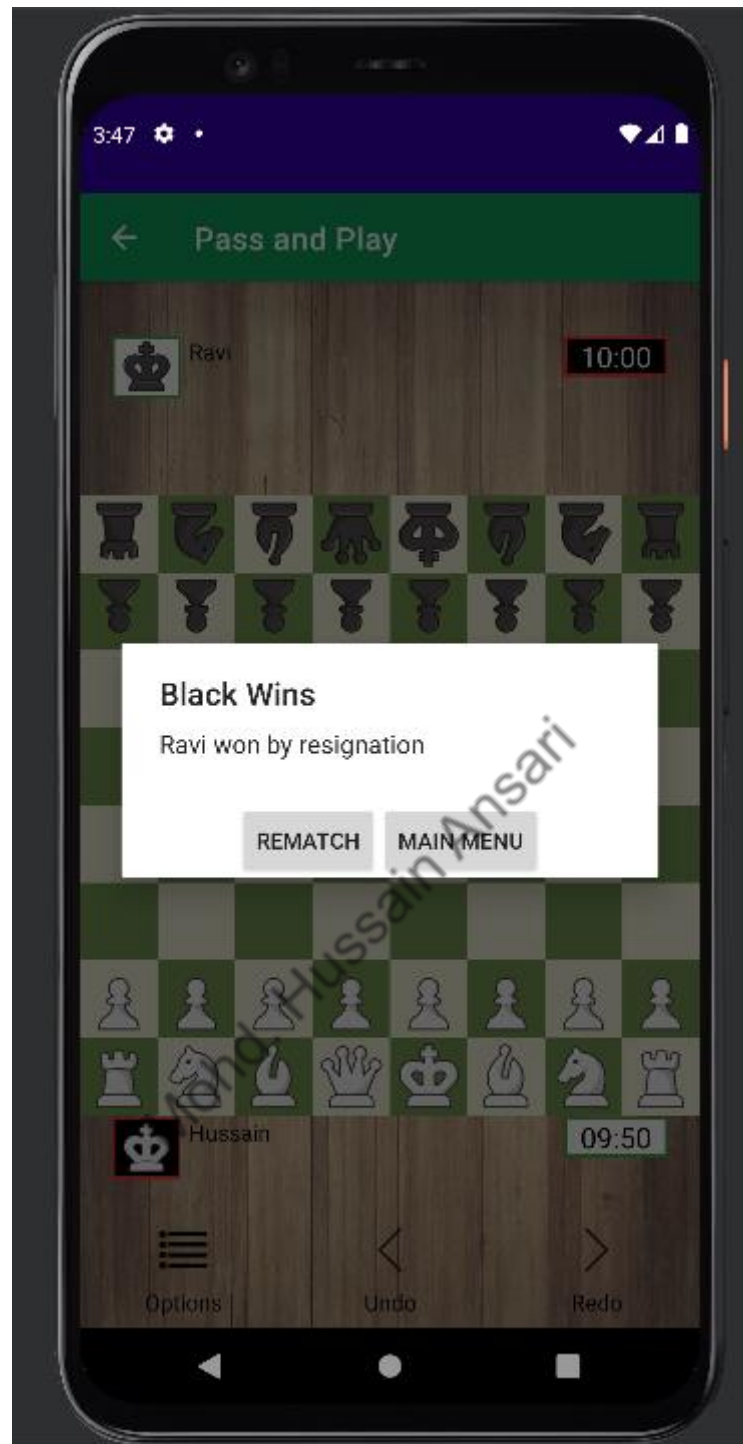 3:47
Pass and Play
Ravi
10:00
Black Wins
Ravi won by resignation
REMATCH MAIN MENU
Mohd. Hussain Ansari
Hussain
09:50
Options Undo Redo